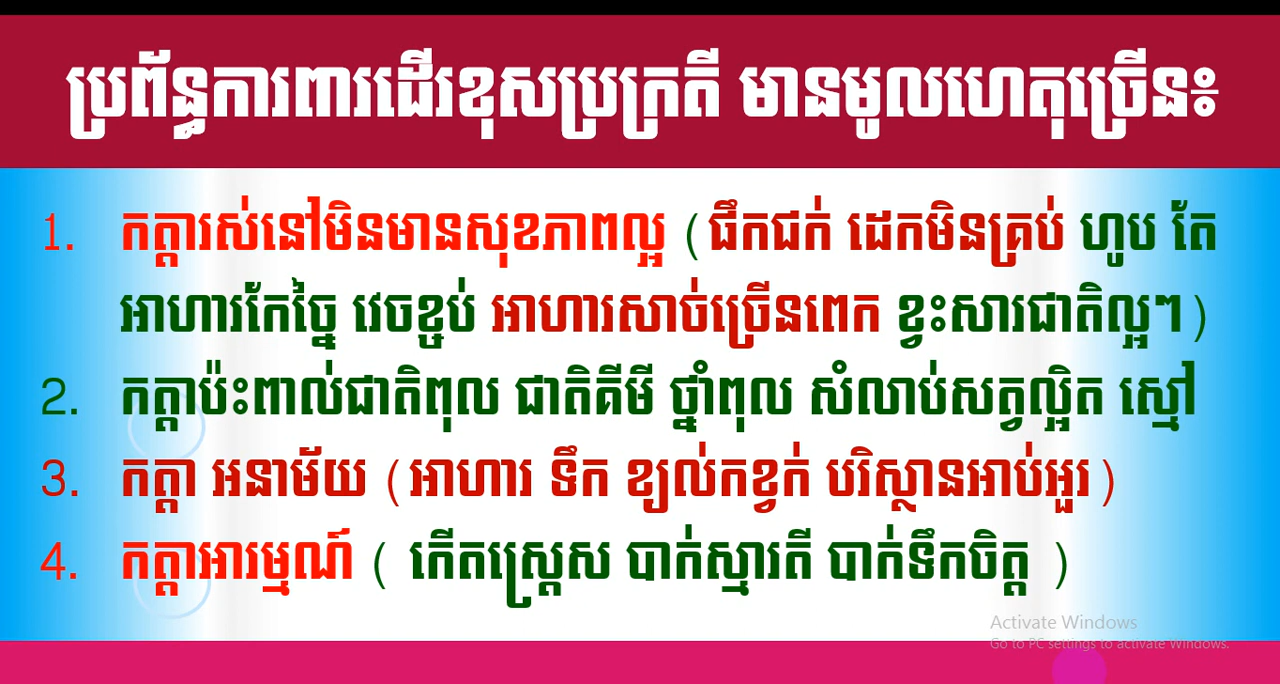 ប្រព័ន្ធការពារដើរខុសប្រក្រតី មានមូលហេតុច្រើន៖
1. កត្តារស់នៅមិនមានសុខភាពល្អ (ផឹកជក់ ដេកមិនគ្រប់ ហូប តែ
អាហារកែច្នៃ វេចខ្ចប់ អាហារសាច់ច្រើនពេក ខ្វះសារជាតិល្អៗ)
2. កត្តាប៉ះពាល់ជាតិពុល ជាតិគីមី ថ្នាំពុល សំលាប់សត្វល្អិត ស្មៅ
3. កត្តា អនាម័យ (អាហារ ទឹក ខ្យល់កខ្វក់ បរិស្ថានអាប់អួរ)
4. កត្តាអារម្មណ៍ ( កើតស្ត្រេស បាក់ស្មារតី បាក់ទឹកចិត្ត )
Activate Windows
Go to PC settings to activate Windows.